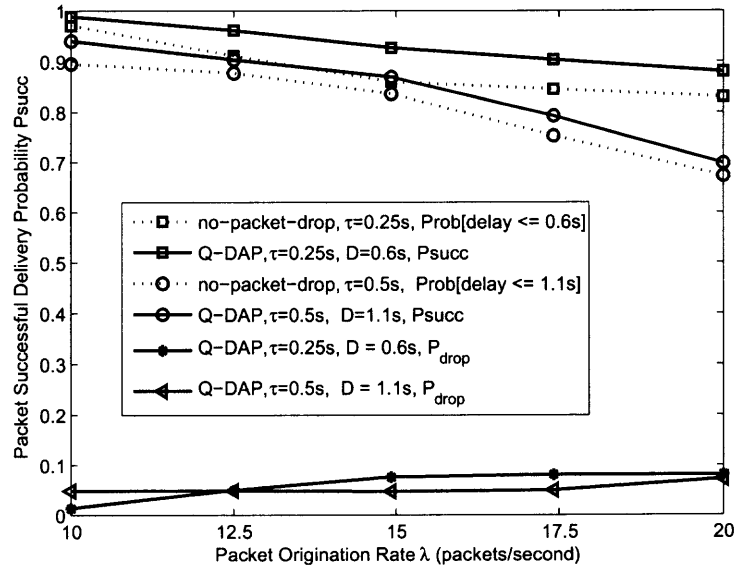 Packet Successful Delivery Probability Psucc
1
0.9
0.8
0.7
0.6
0.5
0.4
0.3
0.2
0.1
0
no-packet-drop, τ=0.25s, Prob[delay <= 0.6s]
Q-DAP,τ=0.25s, D=0.6s, Psucc
no-packet-drop, τ=0.5s, Prob[delay <= 1.1s]
Q-DAP,τ=0.5s, D=1.1s, Psucc
Q-DAP,τ=0.25s, D = 0.6s, P_drop
Q-DAP,τ=0.5s, D = 1.1s, P_drop
10 12.5 15 17.5 20
Packet Origination Rate λ (packets/second)